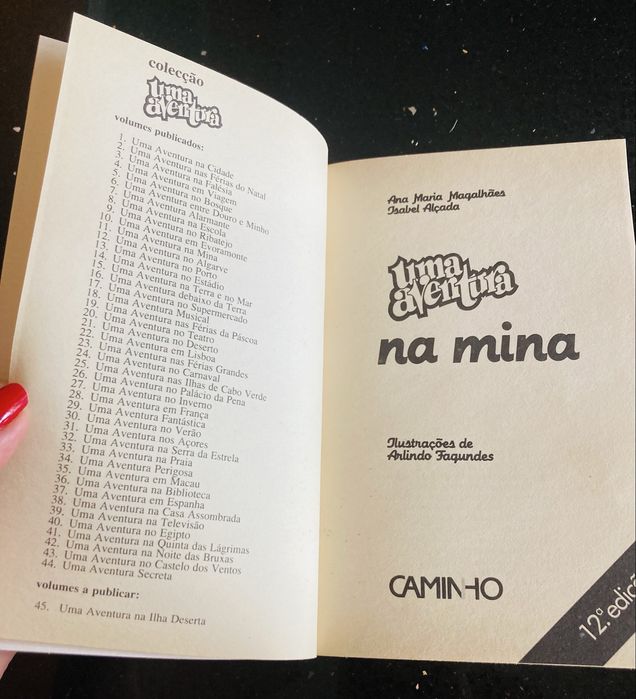 colecção
uma
aventura
volumes publicados:
1. Uma Aventura na Cidade
2. Uma Aventura nas Férias do Natal
3. Uma Aventura na Falésia
4. Uma Aventura em Viagem
5. Uma Aventura no Bosque
6. Uma Aventura entre Douro e Minho
7. Uma Aventura Alarmante
8. Uma Aventura na Escola
9. Uma Aventura no Ribatejo
10. Uma Aventura em Evoramonte
11. Uma Aventura na Mina
12. Uma Aventura no Algarve
13. Uma Aventura no Porto
14. Uma Aventura no Estádio
15. Uma Aventura na Terra e no Mar
16. Uma Aventura debaixo da Terra
17. Uma Aventura no Supermercado
18. Uma Aventura Musical
19. Uma Aventura nas Férias da Páscoa
20. Uma Aventura no Teatro
21. Uma Aventura no Deserto
22. Uma Aventura em Lisboa
23. Uma Aventura nas Férias Grandes
24. Uma Aventura no Carnaval
25. Uma Aventura nas Ilhas de Cabo Verde
26. Uma Aventura no Palácio da Pena
27. Uma Aventura no Inverno
28. Uma Aventura em França
29. Uma Aventura Fantástica
30. Uma Aventura no Verão
31. Uma Aventura nos Açores
32. Uma Aventura na Serra da Estrela
33. Uma Aventura na Praia
34. Uma Aventura Perigosa
35. Uma Aventura em Macau
36. Uma Aventura na Biblioteca
37. Uma Aventura em Espanha
38. Uma Aventura na Casa Assombrada
39. Uma Aventura na Televisão
40. Uma Aventura no Egipto
41. Uma Aventura na Quinta das Lágrimas
42. Uma Aventura na Noite das Bruxas
43. Uma Aventura no Castelo dos Ventos
44. Uma Aventura Secreta
volumes a publicar:
45. Uma Aventura na Ilha Deserta
Ana Maria Magalhães
Isabel Alçada
uma
aventura
na mina
Ilustrações de
Arlindo Fagundes
CAMINHO
12.ª ediç